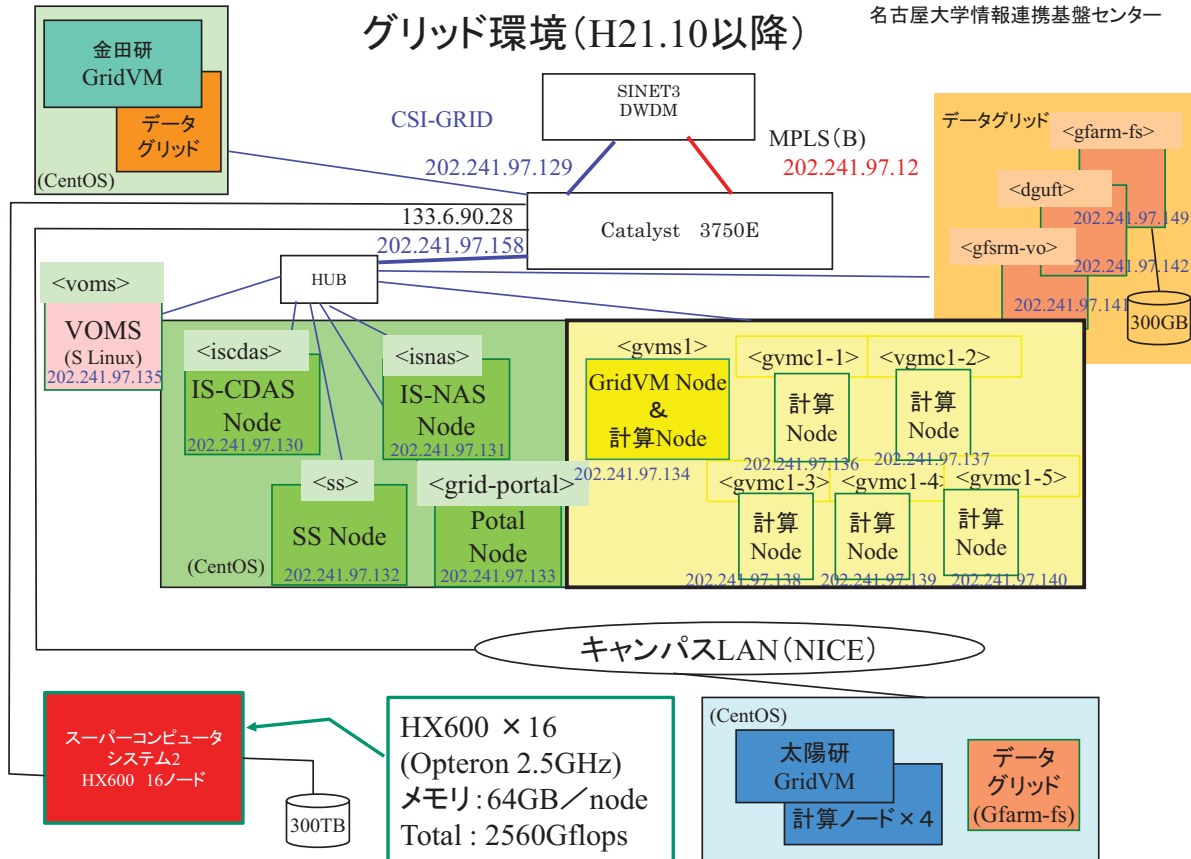 グリッド環境(H21.10以降)
名古屋大学情報連携基盤センター
金田研
GridVM
データ
グリッド
(CentOS)
SINET3
DWDM
CSI-GRID
202.241.97.129
MPLS(B)
202.241.97.12
133.6.90.28
202.241.97.158
Catalyst 3750E
HUB
データグリッド
<gfarm-fs>
202.241.97.149
<dguft>
202.241.97.142
<gfsrm-vo>
202.241.97.141
300GB
<voms>
VOMS
(S Linux)
202.241.97.135
<iscdas>
IS-CDAS
Node
202.241.97.130
<isnas>
IS-NAS
Node
202.241.97.131
<ss>
SS Node
202.241.97.132
<grid-portal>
Potal
Node
202.241.97.133
(CentOS)
<gvms1>
GridVM Node
&
計算Node
202.241.97.134
<gvmc1-1>
計算
Node
202.241.97.136
<vgmc1-2>
計算
Node
202.241.97.137
<gvmc1-3>
計算
Node
202.241.97.138
<gvmc1-4>
計算
Node
202.241.97.139
<gvmc1-5>
計算
Node
202.241.97.140
キャンパスLAN(NICE)
スーパーコンピュータ
システム2
HX600 16ノード
300TB
HX600 ×16
(Opteron 2.5GHz)
メモリ:64GB/node
Total : 2560Gflops
(CentOS)
太陽研
GridVM
計算ノード×4
データ
グリッド
(Gfarm-fs)